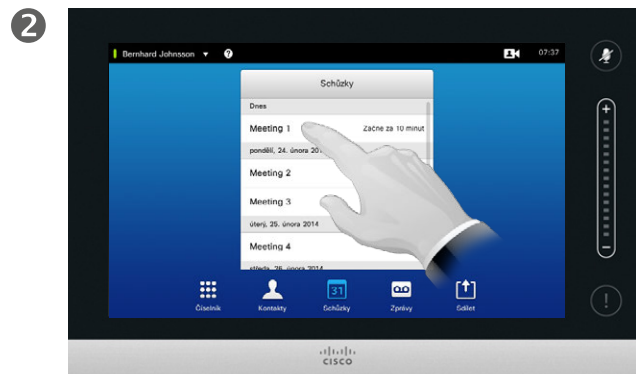 2
Bernhard Johnsson
?
07:37
Schůzky
Dnes
Meeting 1 Začne za 10 minut
pondělí, 24. února 20
Meeting 2
Meeting 3
úterý, 25. února 2014
Meeting 4
středa, 26. února 2014
31
Číselník Kontakty Schůzky Zprávy Sdílet
+
−
!
CISCO